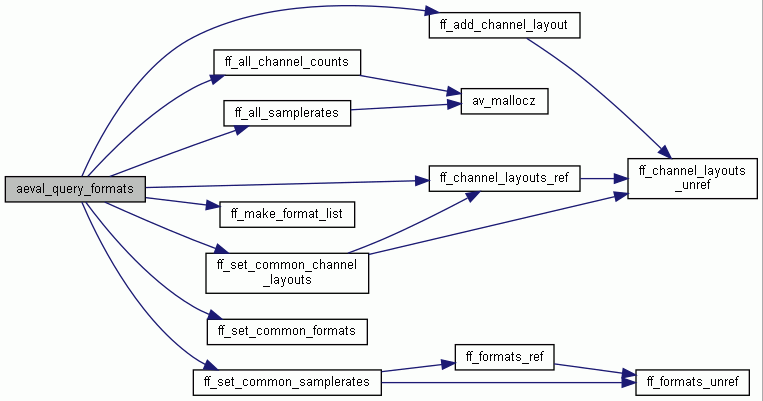 ff_add_channel_layout
ff_all_channel_counts
av_mallocz
ff_all_samplerates
aeval_query_formats
ff_channel_layouts_ref
ff_channel_layouts
_unref
ff_make_format_list
ff_set_common_channel
_layouts
ff_set_common_formats
ff_formats_ref
ff_set_common_samplerates
ff_formats_unref